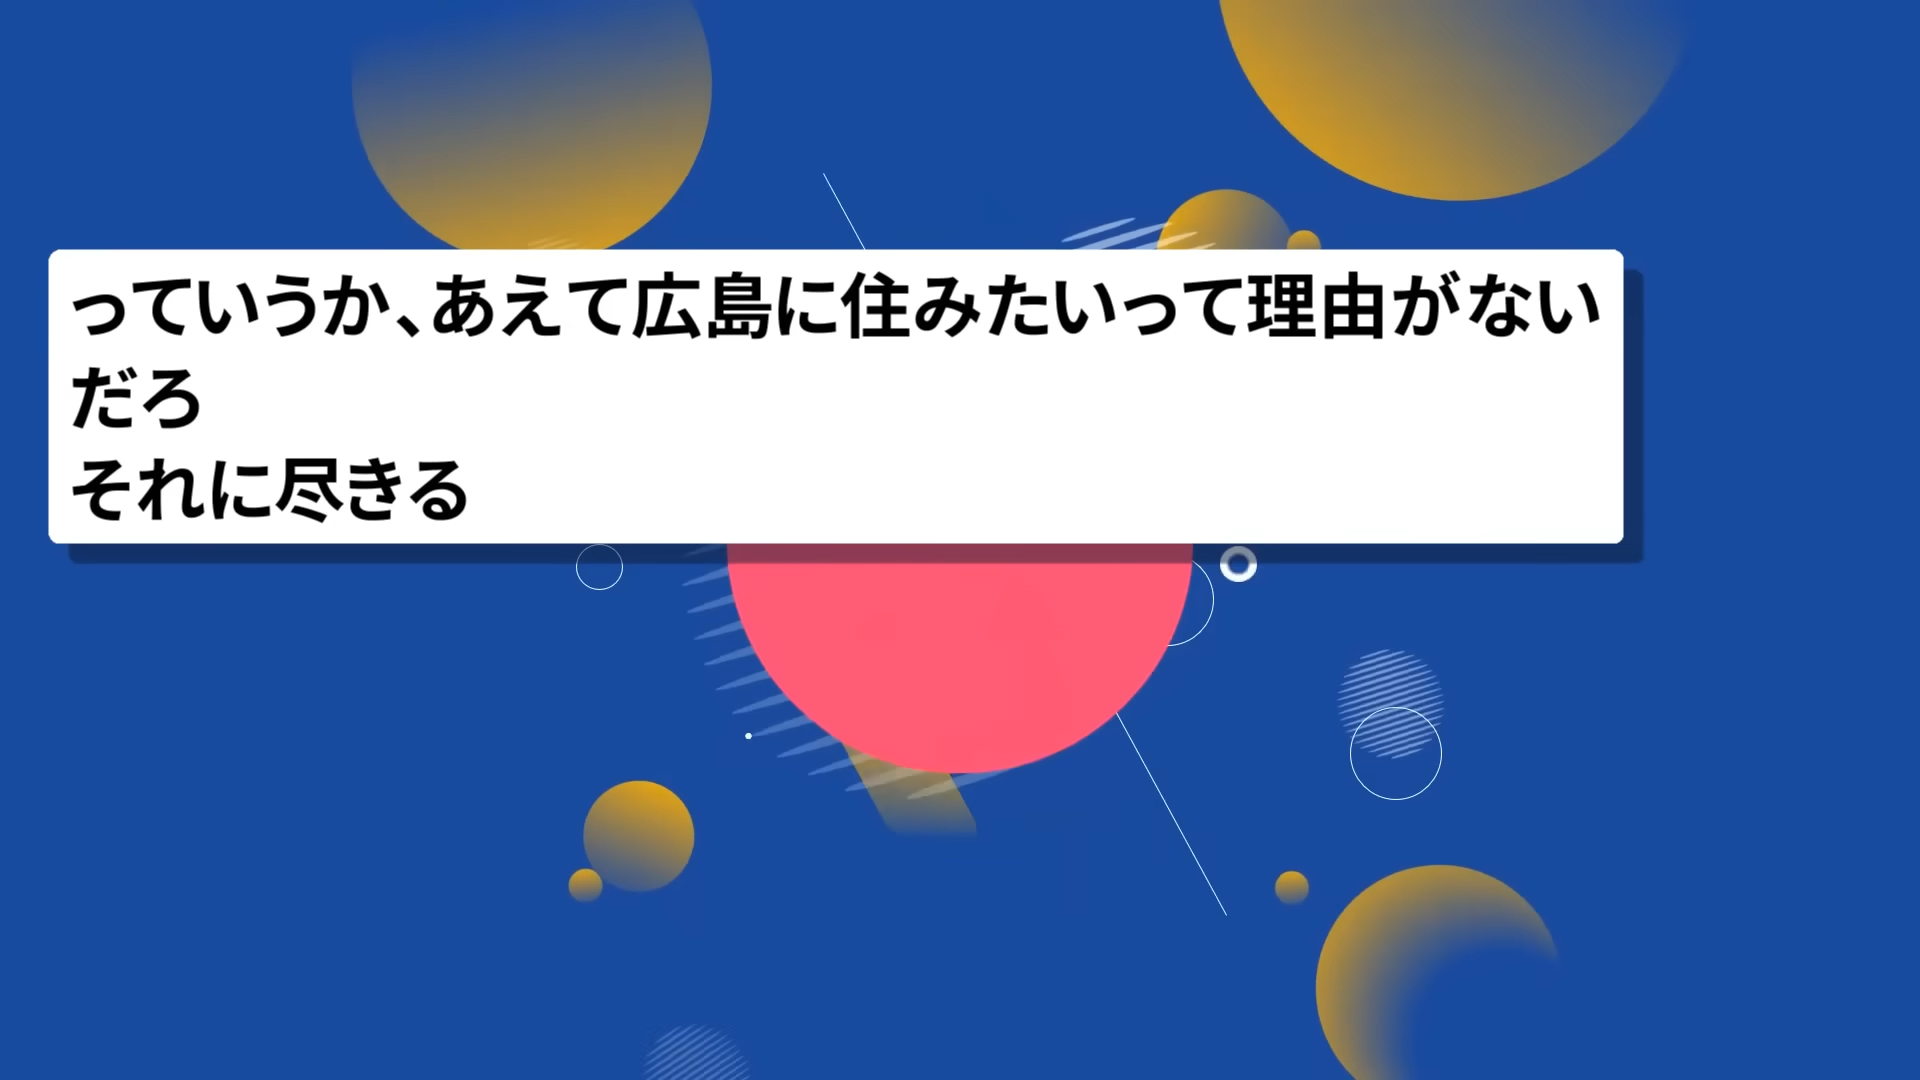 っていうか、あえて広島に住みたいって理由がない
だろ
それに尽きる